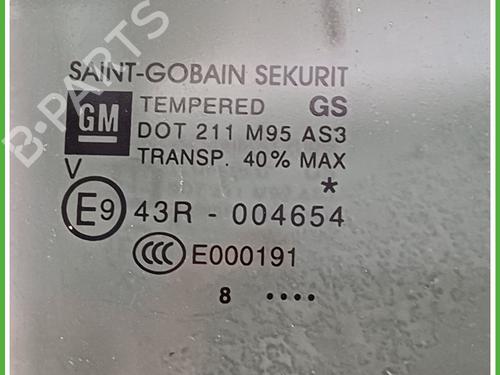 SAINT-GOBAIN SEKURIT
GM TEMPERED GS
DOT 211 M95 AS3
TRANSP. 40% MAX
V *
E9 43R - 004654
CCC E000191
8 ••••
B-PARTS